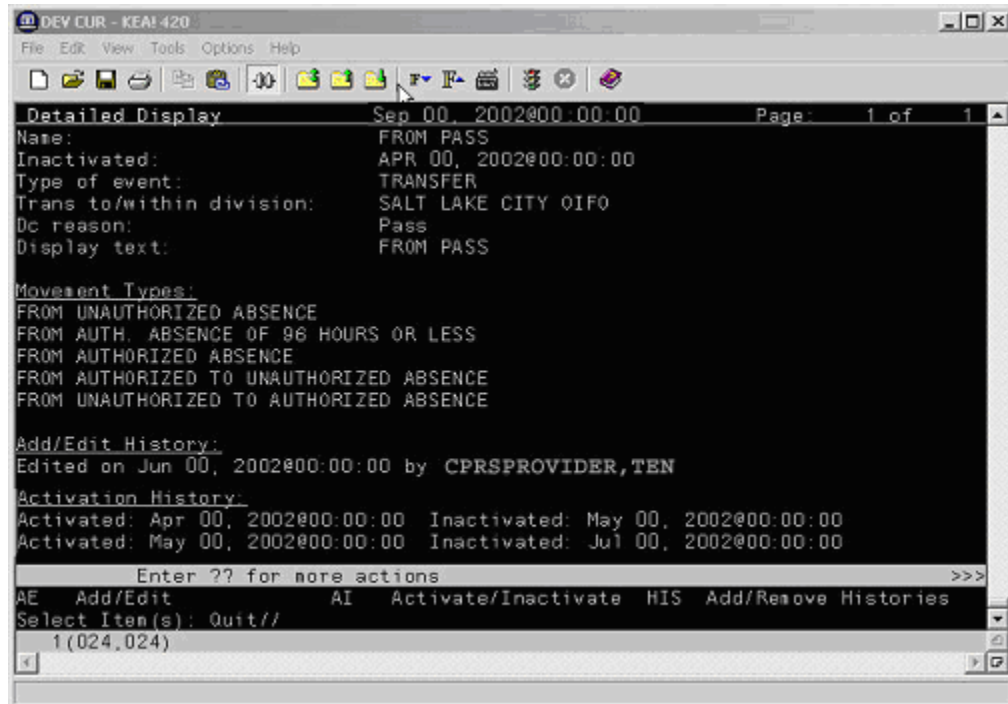 DEV CUR - KEA! 420
File Edit View Tools Options Help
Detailed Display Sep 00, 2002@00:00:00 Page: 1 of 1
Name: FROM PASS
Inactivated: APR 00, 2002@00:00:00
Type of event: TRANSFER
Trans to/within division: SALT LAKE CITY OIFO
Dc reason: Pass
Display text: FROM PASS
Movement Types:
FROM UNAUTHORIZED ABSENCE
FROM AUTH. ABSENCE OF 96 HOURS OR LESS
FROM AUTHORIZED ABSENCE
FROM AUTHORIZED TO UNAUTHORIZED ABSENCE
FROM UNAUTHORIZED TO AUTHORIZED ABSENCE
Add/Edit History:
Edited on Jun 00, 2002@00:00:00 by CPRSPROVIDER,TEN
Activation History:
Activated: Apr 00, 2002@00:00:00 Inactivated: May 00, 2002@00:00:00
Activated: May 00, 2002@00:00:00 Inactivated: Jul 00, 2002@00:00:00
Enter ?? for more actions >>>
AE Add/Edit AI Activate/Inactivate HIS Add/Remove Histories
Select Item(s): Quit//
1(024,024)